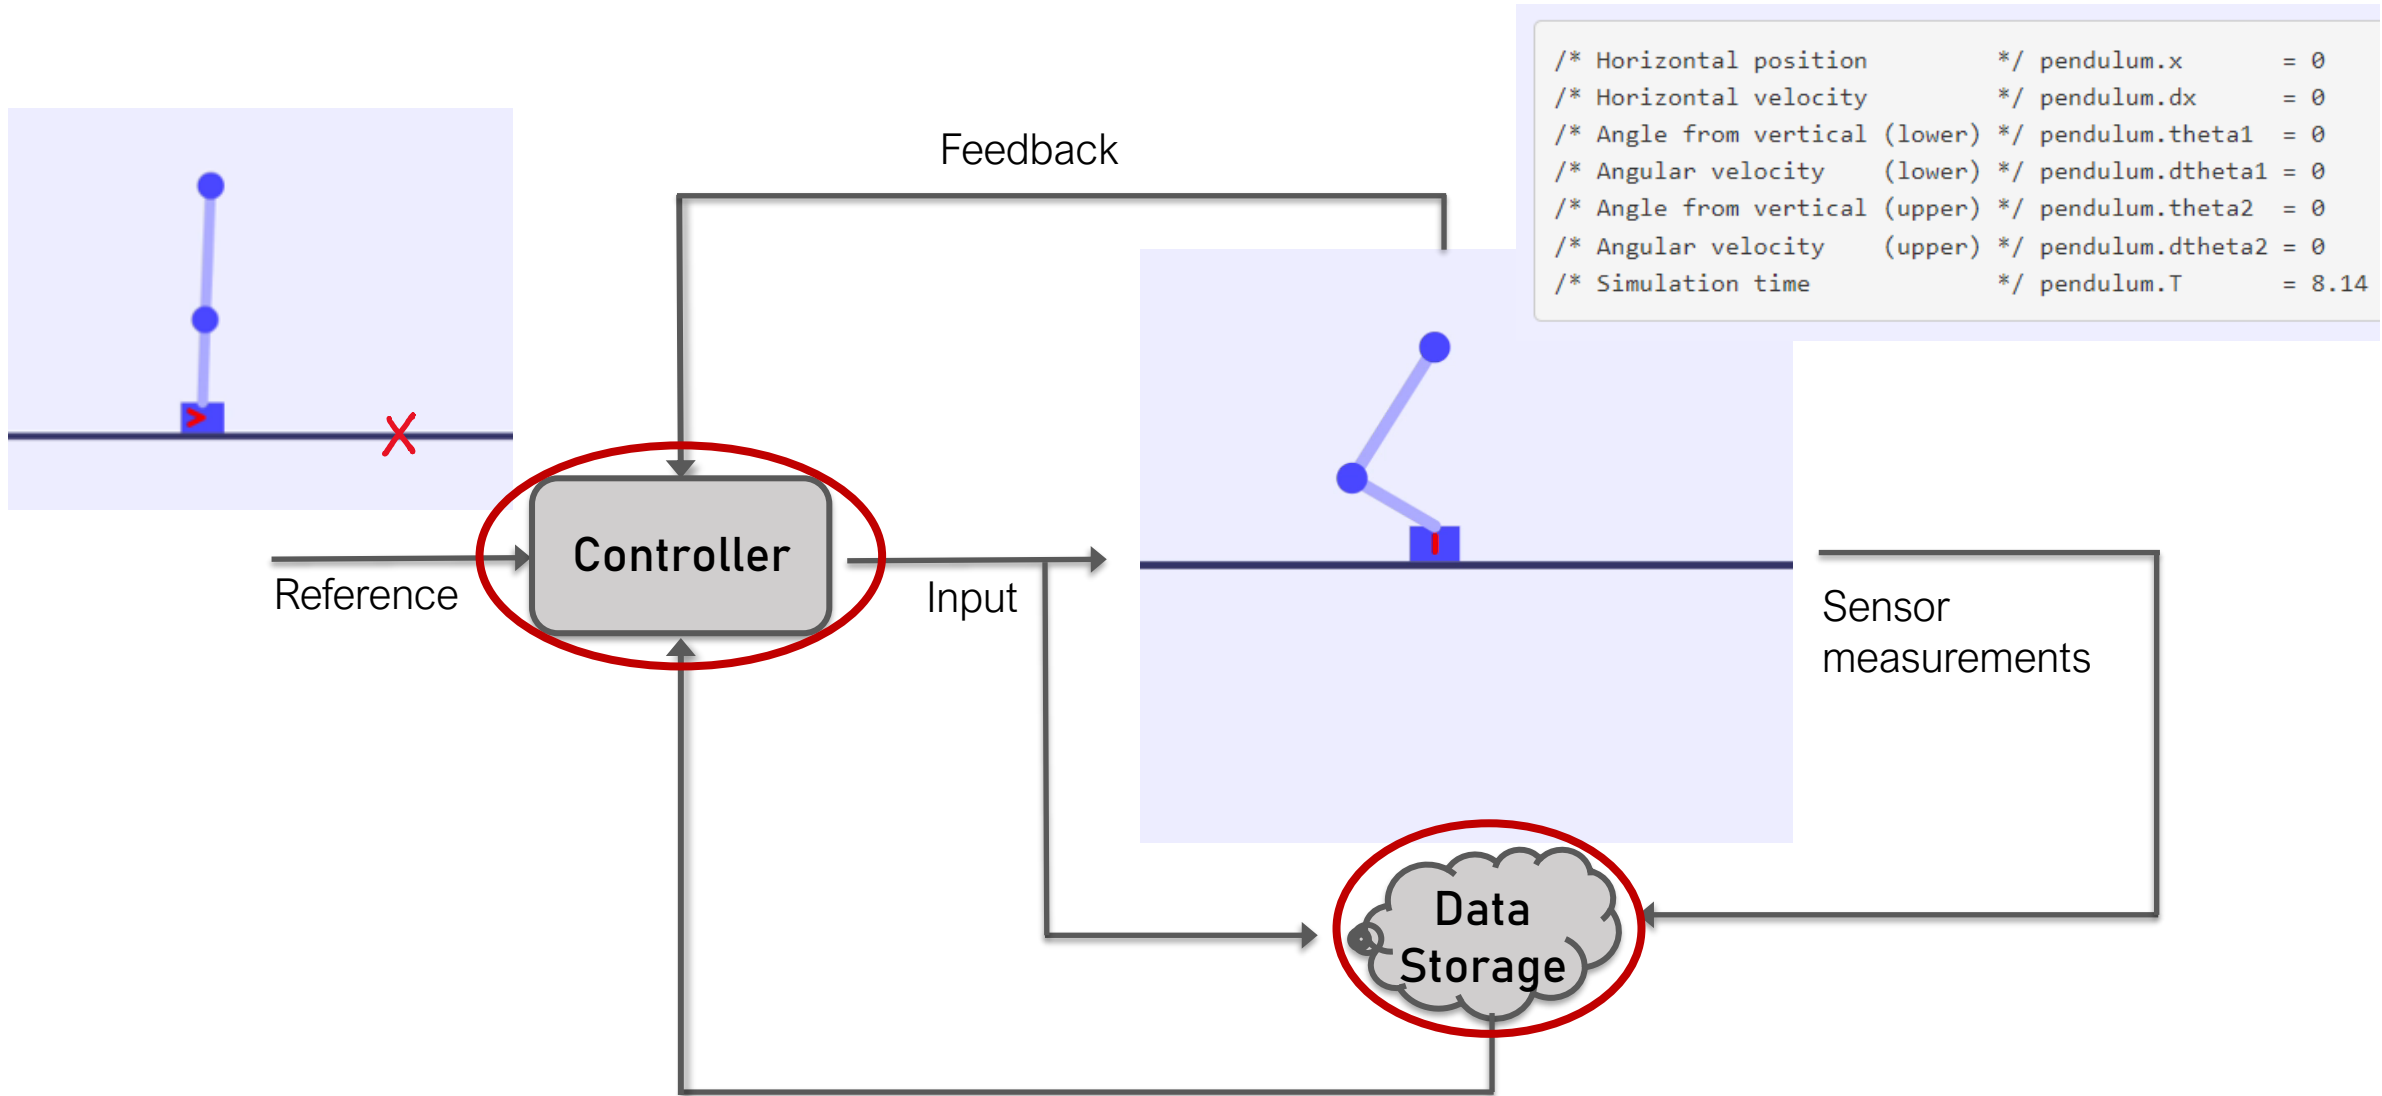 /* Horizontal position         */ pendulum.x       = 0
/* Horizontal velocity         */ pendulum.dx      = 0
/* Angle from vertical (lower) */ pendulum.theta1  = 0
/* Angular velocity    (lower) */ pendulum.dtheta1 = 0
/* Angle from vertical (upper) */ pendulum.theta2  = 0
/* Angular velocity    (upper) */ pendulum.dtheta2 = 0
/* Simulation time             */ pendulum.T       = 8.14
Feedback
Controller
Reference
Input
Sensor
measurements
Data
Storage